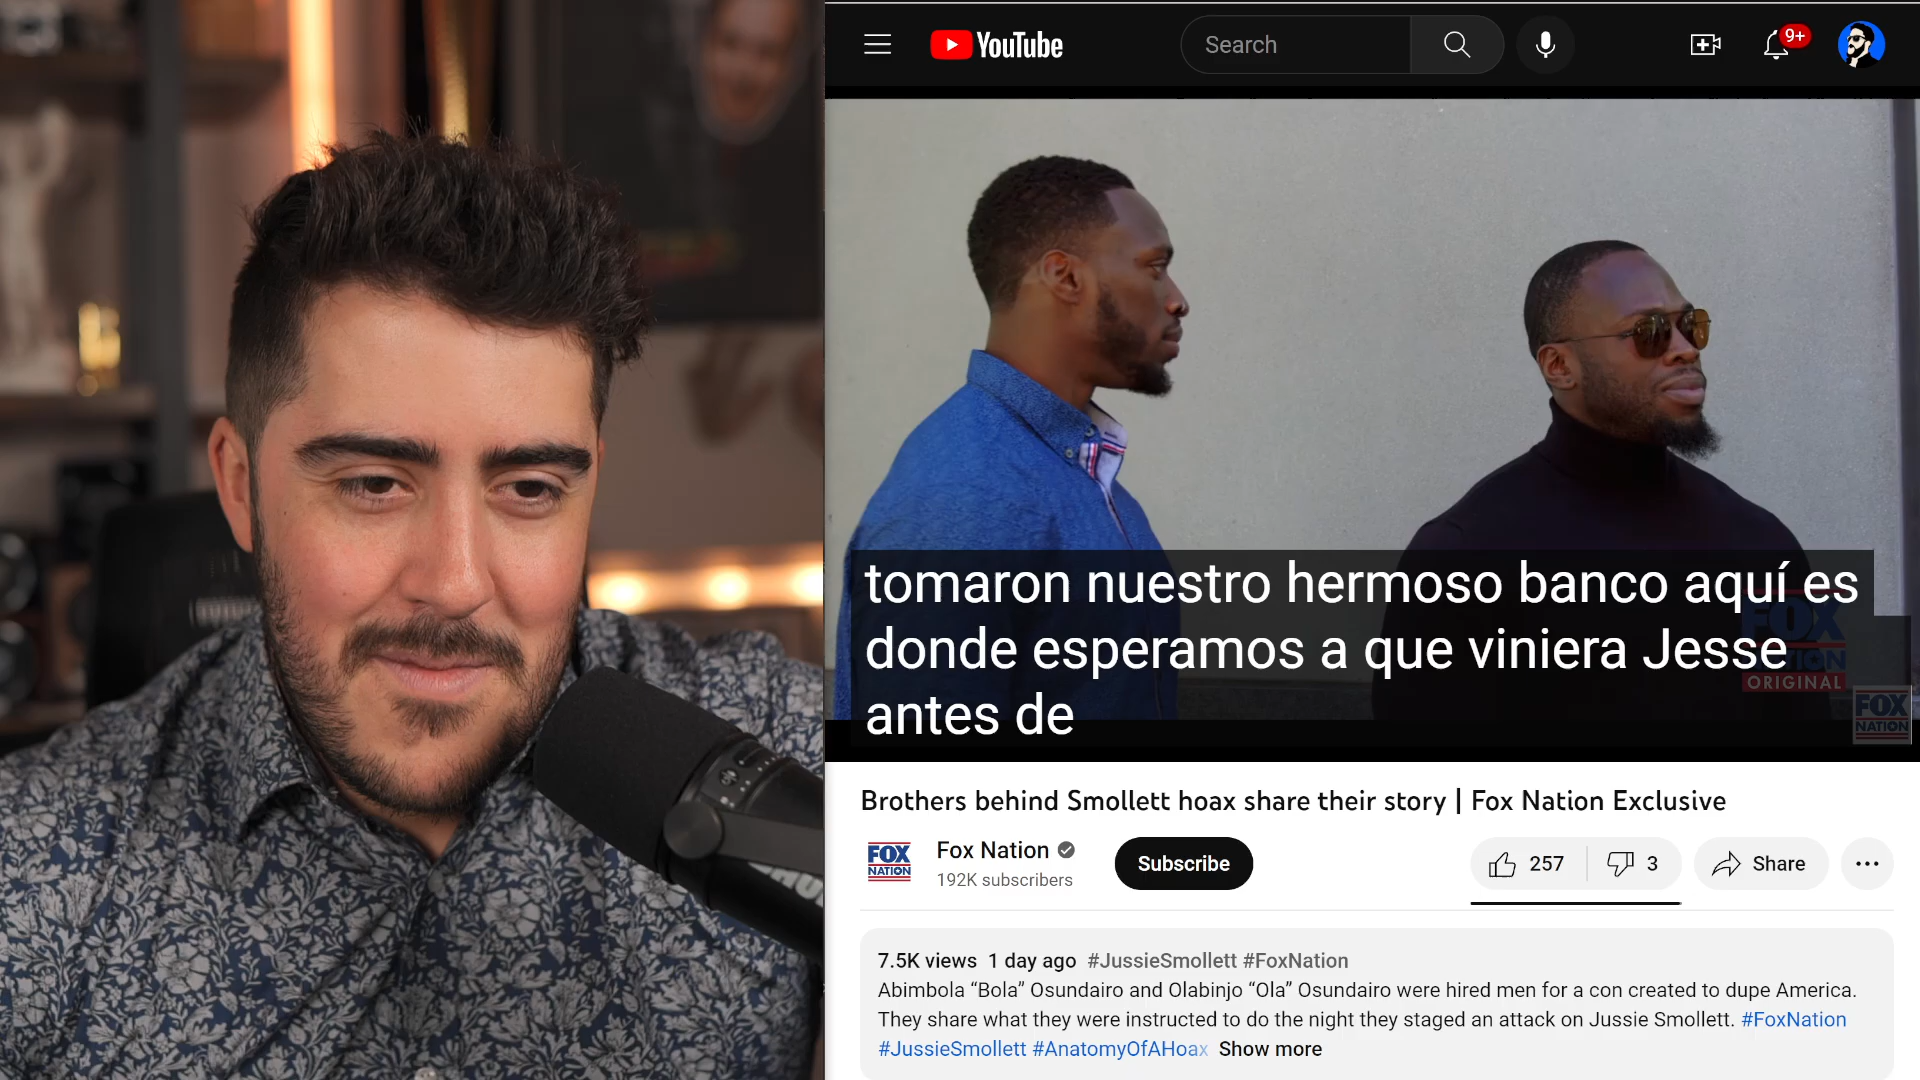 YouTube
Search
9+
tomaron nuestro hermoso banco aquí es
donde esperamos a que viniera Jesse
antes de
FOX
NATION
ORIGINAL
FOX
NATION
Brothers behind Smollett hoax share their story | Fox Nation Exclusive
FOX
NATION
Fox Nation
192K subscribers
Subscribe
257
3
Share
7.5K views 1 day ago #JussieSmollett #FoxNation
Abimbola “Bola” Osundairo and Olabinjo “Ola” Osundairo were hired men for a con created to dupe America.
They share what they were instructed to do the night they staged an attack on Jussie Smollett. #FoxNation
#JussieSmollett #AnatomyOfAHoax Show more